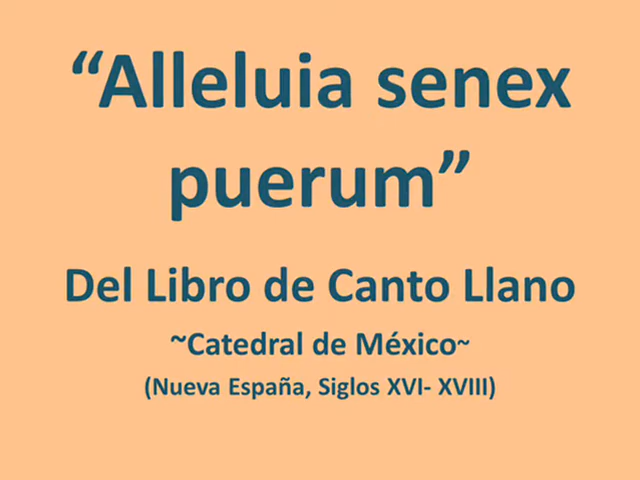 “Alleluia senex
puerum”
Del Libro de Canto Llano
~Catedral de México~
(Nueva España, Siglos XVI- XVIII)